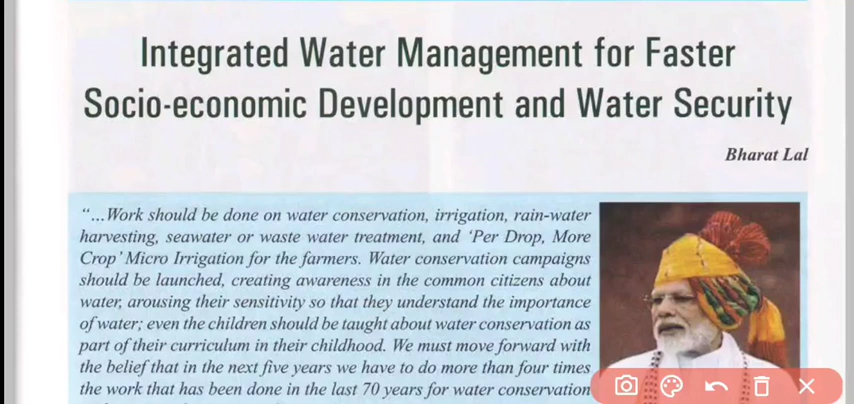 Integrated Water Management for Faster
Socio-economic Development and Water Security
Bharat Lal
“...Work should be done on water conservation, irrigation, rain-water
harvesting, seawater or waste water treatment, and ‘Per Drop, More
Crop’ Micro Irrigation for the farmers. Water conservation campaigns
should be launched, creating awareness in the common citizens about
water, arousing their sensitivity so that they understand the importance
of water; even the children should be taught about water conservation as
part of their curriculum in their childhood. We must move forward with
the belief that in the next five years we have to do more than four times
the work that has been done in the last 70 years for water conservation